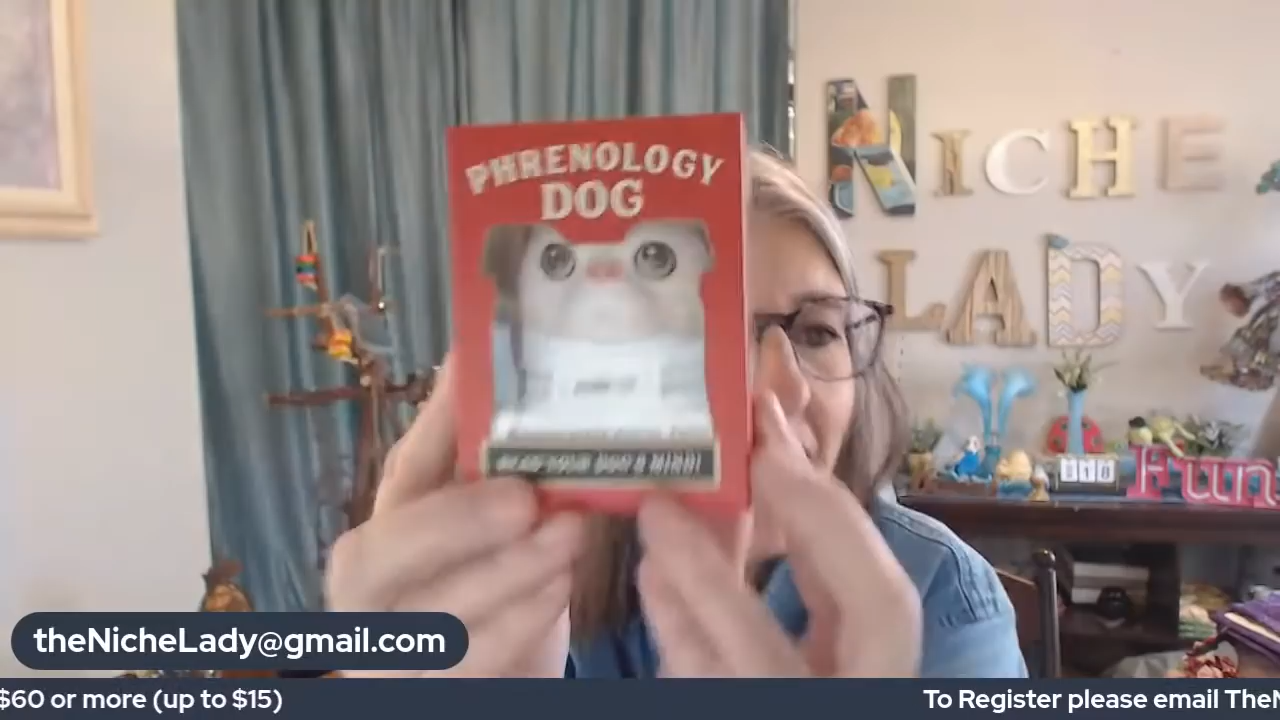 PHRENOLOGY
DOG
READ YOUR DOG'S MIND!
NICHE
LADY
Fun
theNicheLady@gmail.com
$60 or more (up to $15)
To Register please email TheN